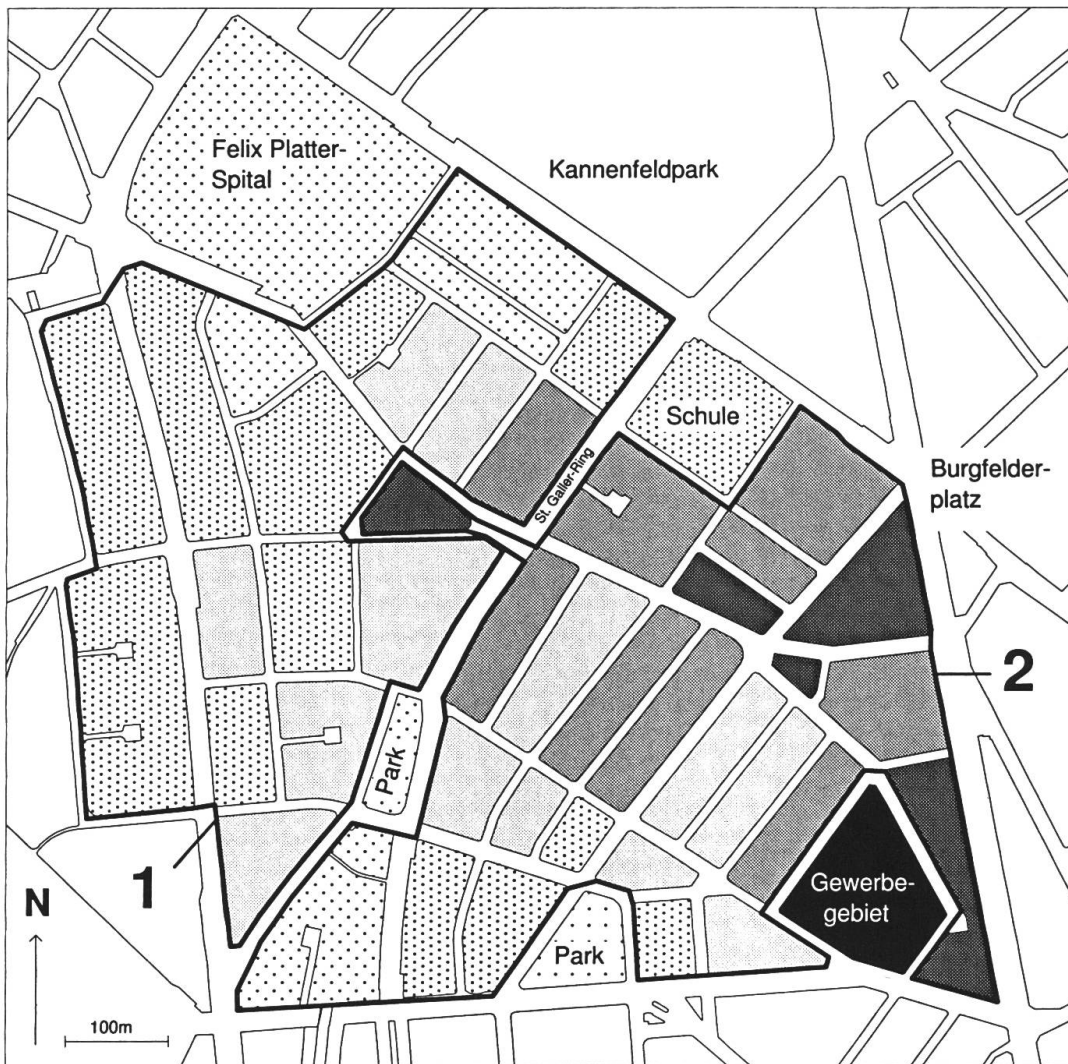 Felix Platter-
Spital
Kannenfeldpark
Schule
St. Galler-Ring
Burgfelder-
platz
2
Park
1
Gewerbe-
gebiet
N
Park
100m